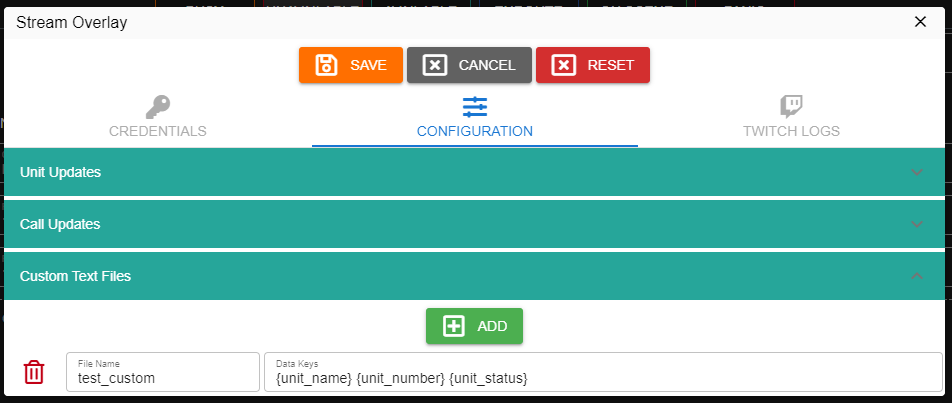 Stream Overlay
SAVE CANCEL RESET
CREDENTIALS CONFIGURATION TWITCH LOGS
Unit Updates
Call Updates
Custom Text Files
ADD
File Name Data Keys
test_custom {unit_name} {unit_number} {unit_status}